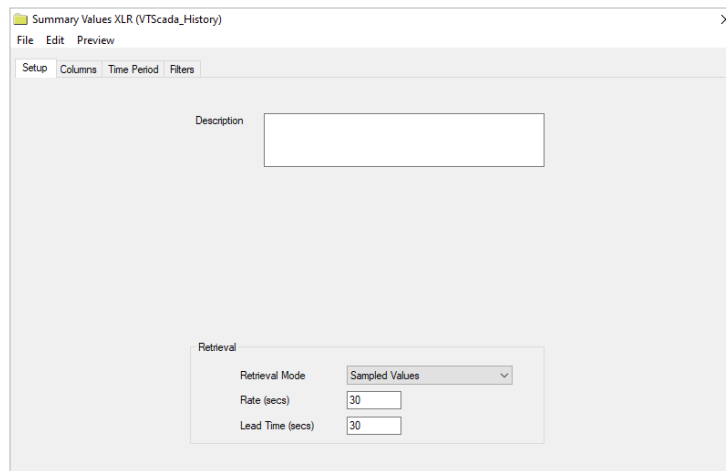 Summary Values XLR (VTScada_History)
File Edit Preview
Setup Columns Time Period Filters
Description
Retrieval
Retrieval Mode Sampled Values
Rate (secs) 30
Lead Time (secs) 30